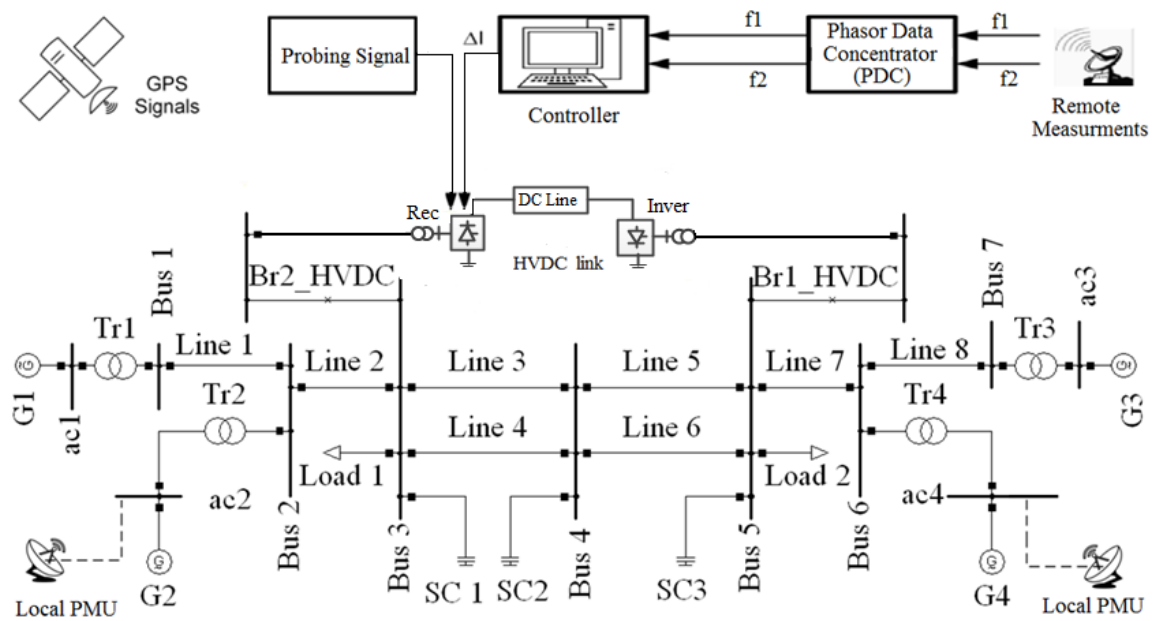 f1
f1
ΔI
Probing Signal
Phasor Data
Concentrator
(PDC)
f2
f2
GPS
Signals
Controller
Remote
Measurments
DC Line
Rec
Inver
HVDC link
Bus 1
Br2_HVDC
Br1_HVDC
Bus 7
ac3
Tr1
Tr3
Line 1
Line 2
Line 3
Line 5
Line 7
Line 8
G1
ac1
Tr2
Tr4
G3
Line 4
Line 6
Load 1
Load 2
ac2
ac4
Bus 2
Bus 3
Bus 4
Bus 5
Bus 6
G2
SC 1
SC2
SC3
G4
Local PMU
Local PMU